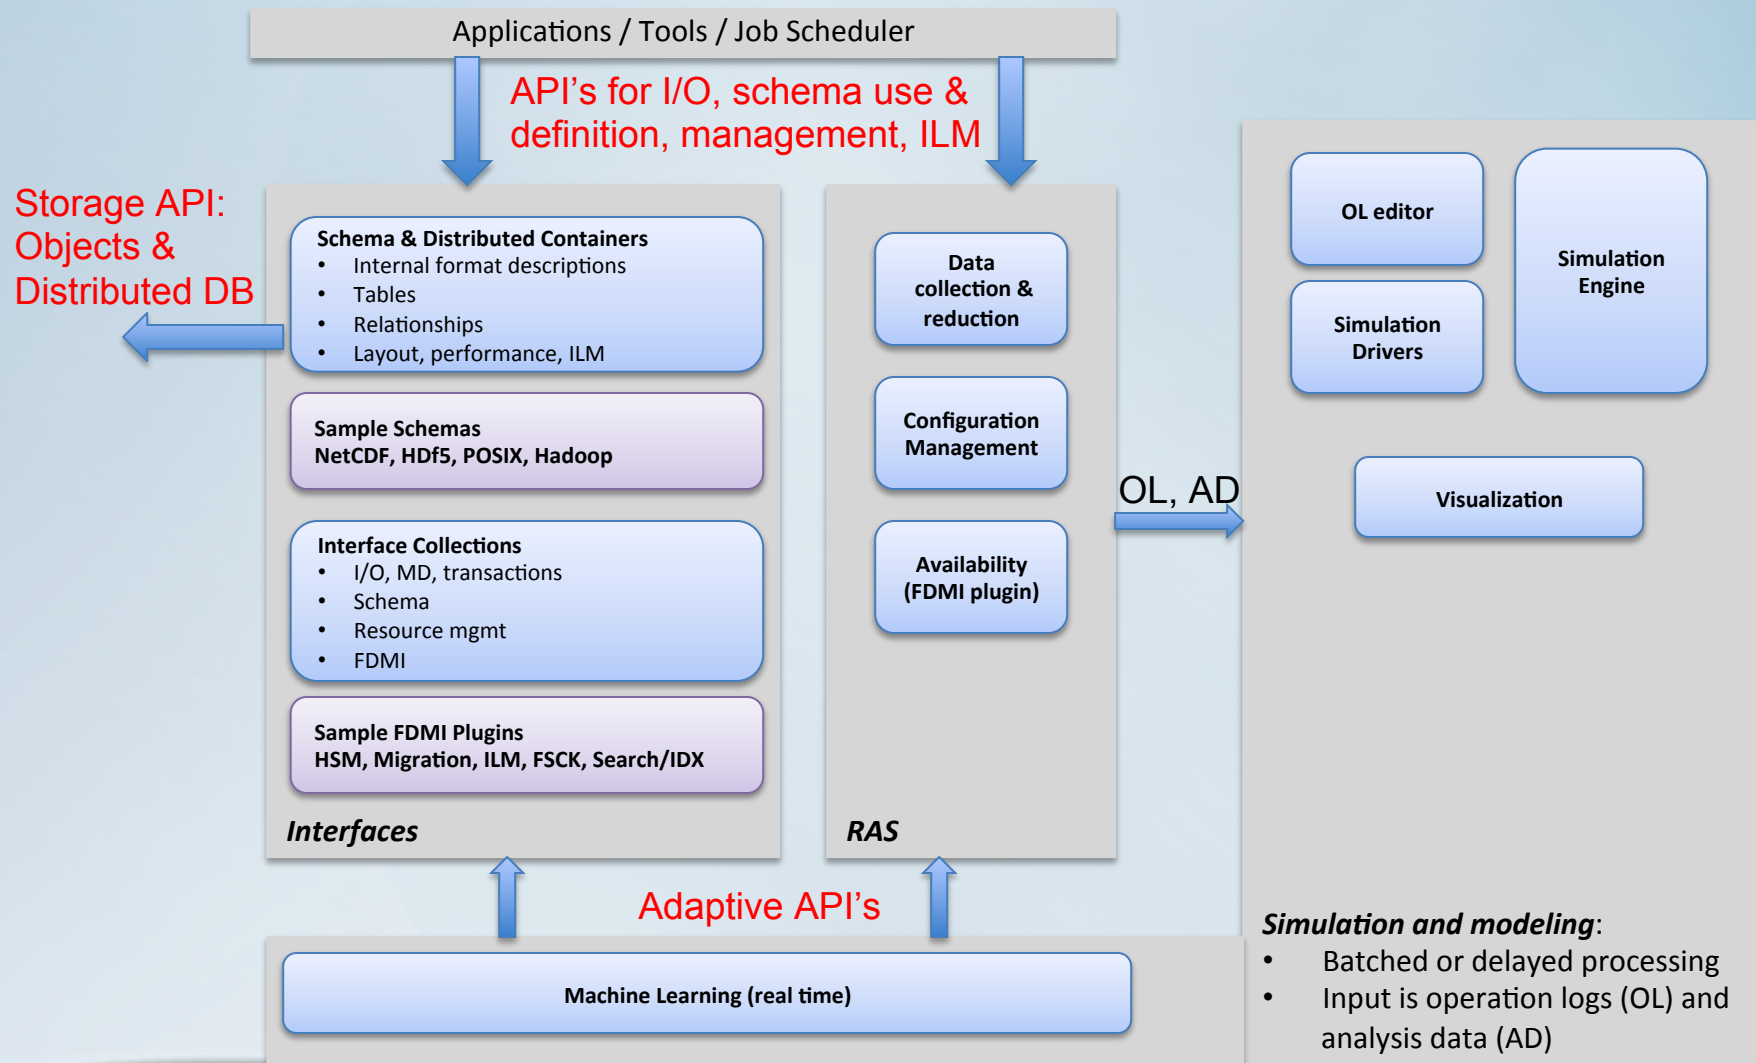 Applications / Tools / Job Scheduler
API's for I/O, schema use &
definition, management, ILM
Storage API:
Objects &
Distributed DB
Schema & Distributed Containers
• Internal format descriptions
• Tables
• Relationships
• Layout, performance, ILM
Sample Schemas
NetCDF, HDf5, POSIX, Hadoop
Interface Collections
• I/O, MD, transactions
• Schema
• Resource mgmt
• FDMI
Sample FDMI Plugins
HSM, Migration, ILM, FSCK, Search/IDX
Interfaces
Data
collection &
reduction
Configuration
Management
Availability
(FDMI plugin)
RAS
OL, AD
OL editor
Simulation
Drivers
Simulation
Engine
Visualization
Simulation and modeling:
• Batched or delayed processing
• Input is operation logs (OL) and
analysis data (AD)
Adaptive API's
Machine Learning (real time)